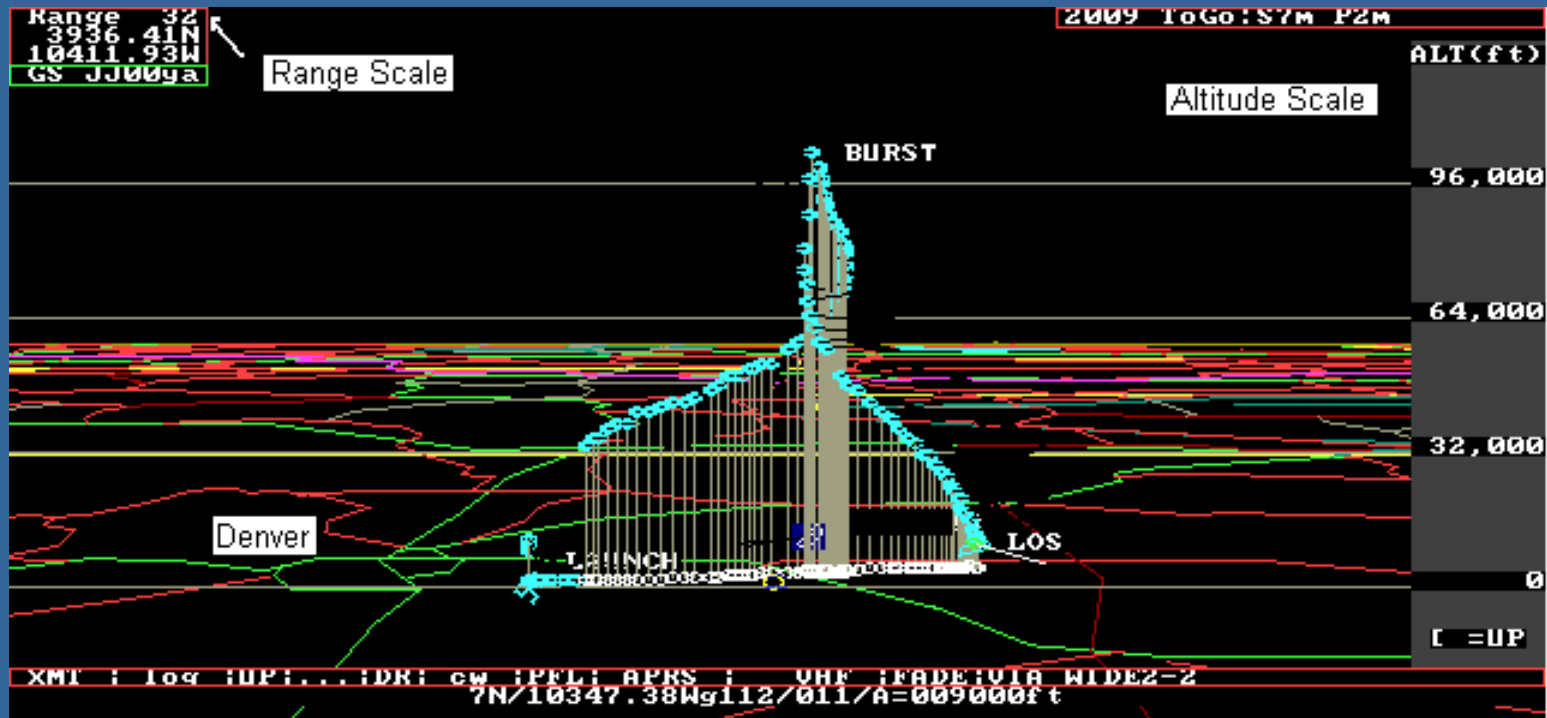 Range 32
3936.41N
10411.93W
GS JJ00ya
Range Scale
2009 ToGo:S7m P2m
ALT(ft)
Altitude Scale
BURST
96,000
64,000
32,000
Denver
LAUNCH
LOS
0
[ =UP
XMT ; log ;UP;...;DR; cw ;PFL; APRS ; VHF ;FADE;VIA WIDE2-2
7N/10347.38Wg112/011/A=009000ft